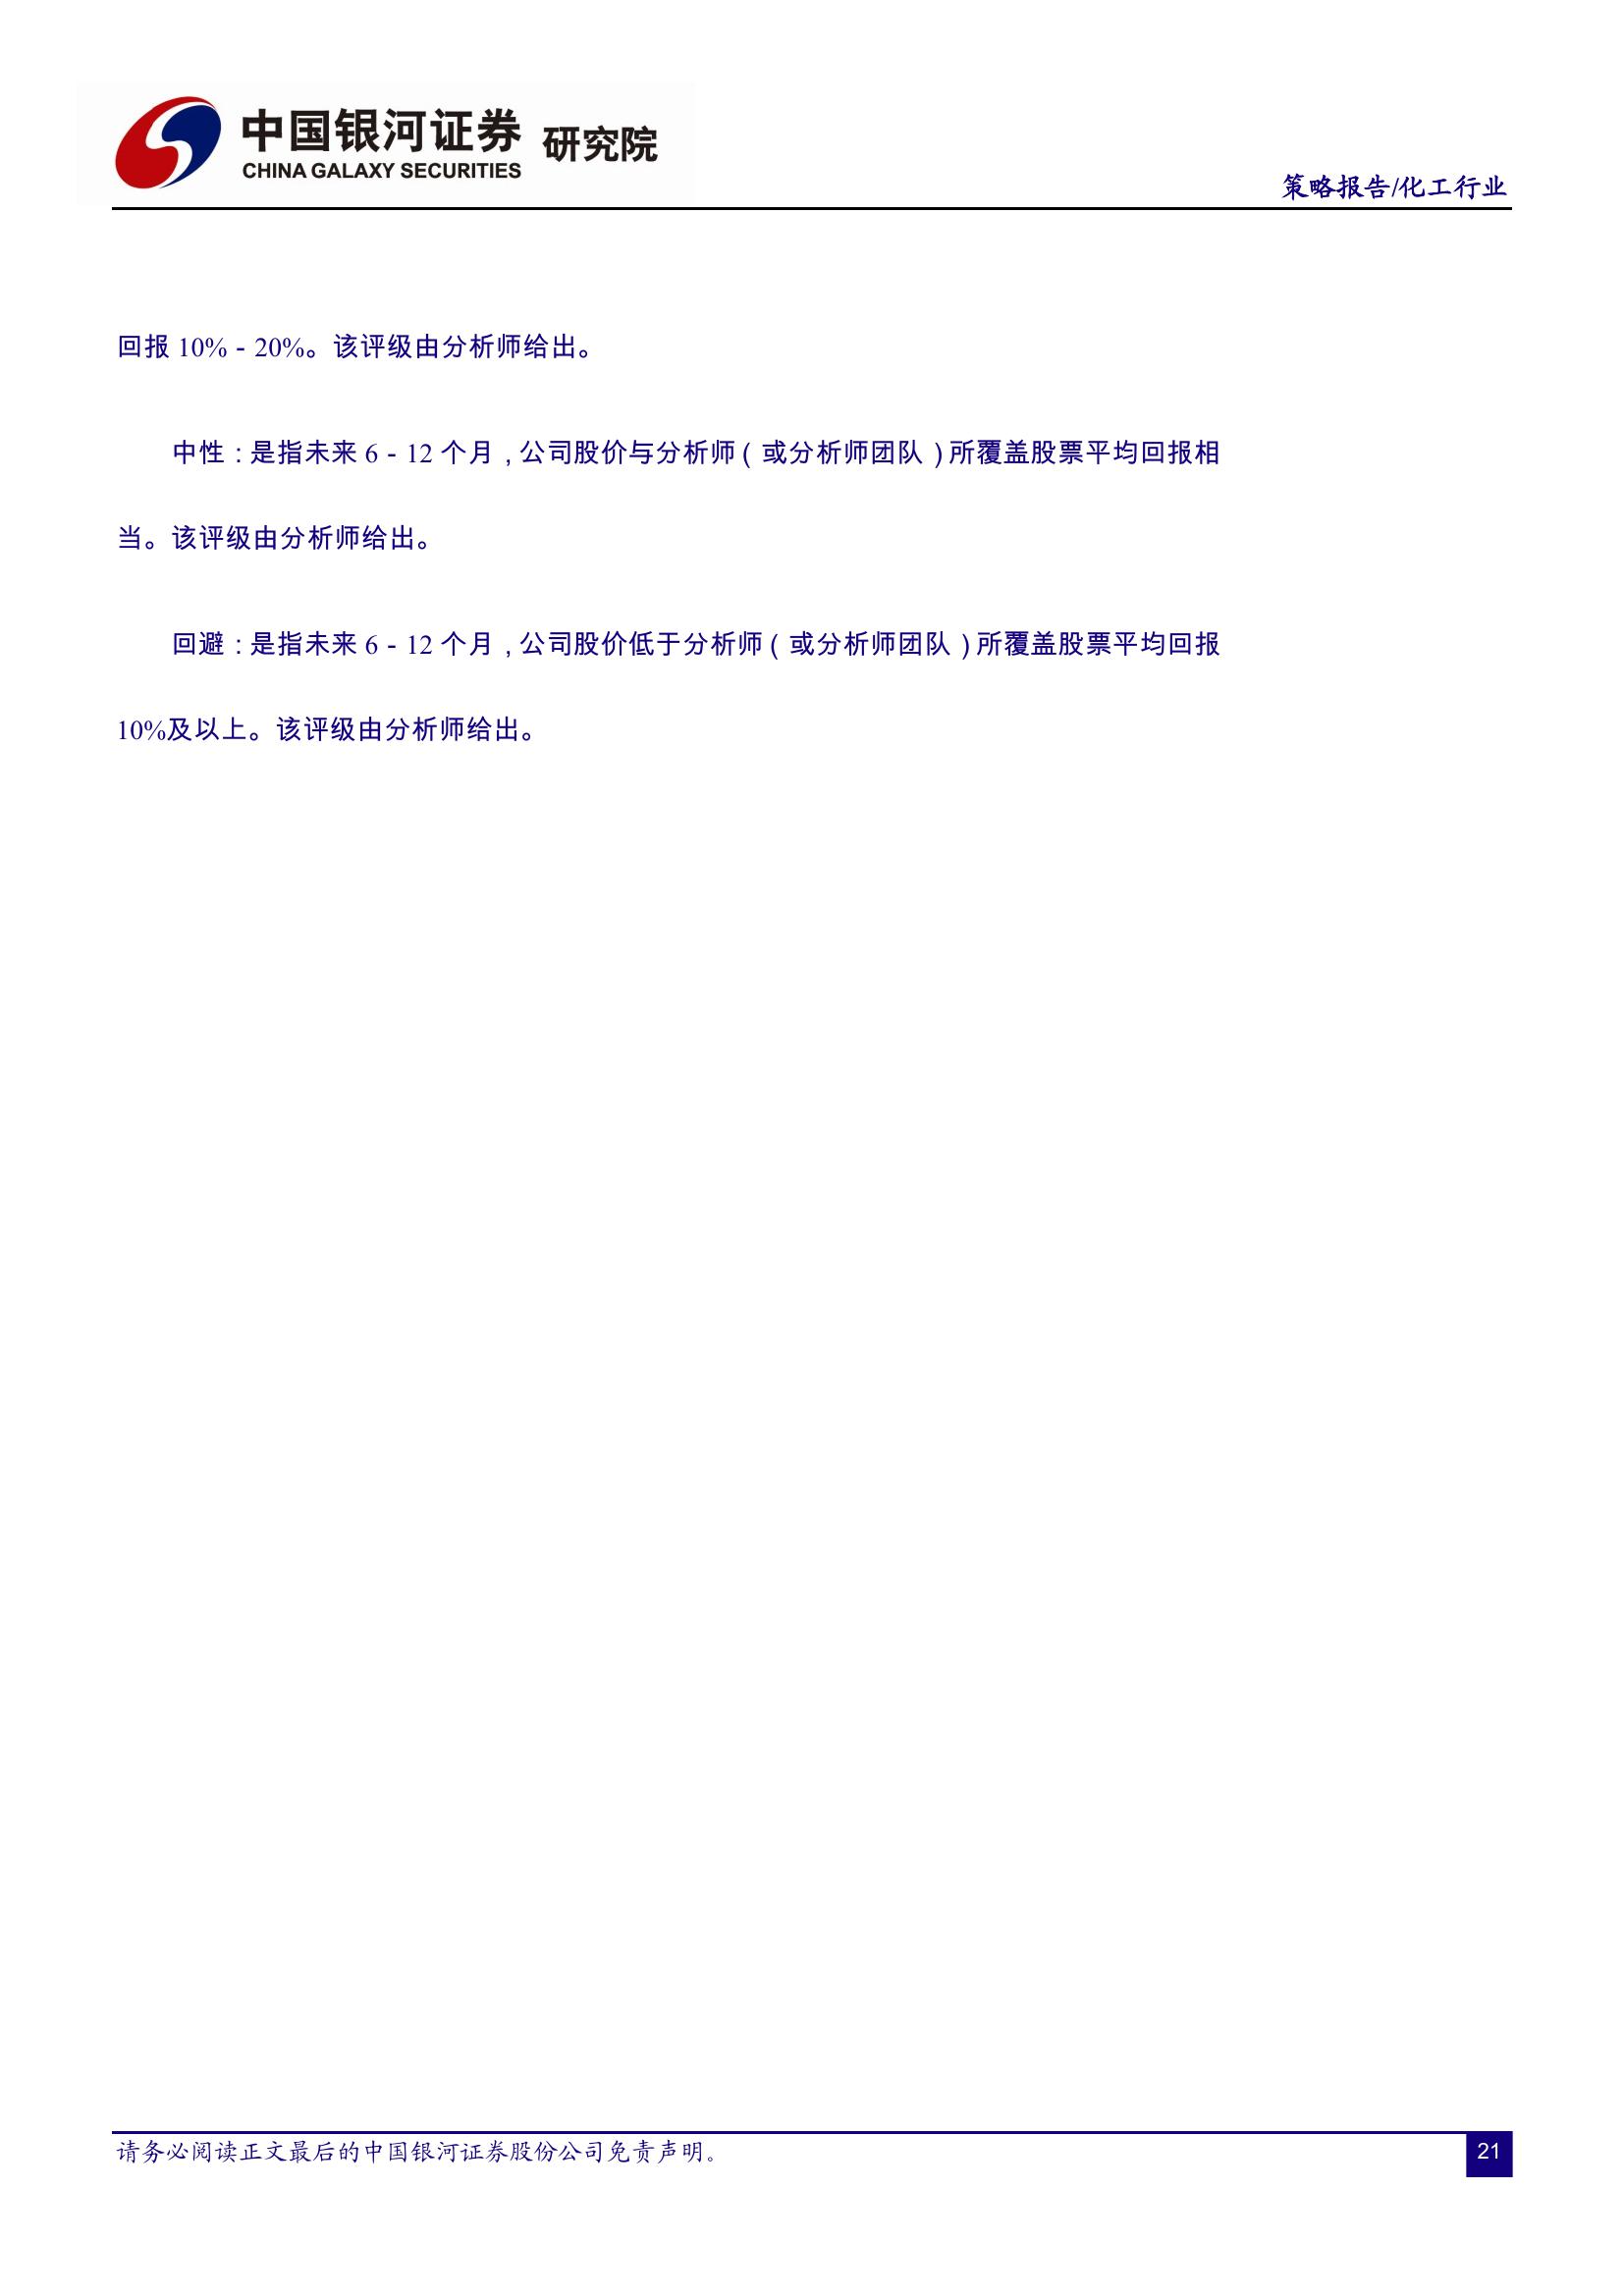 中国银河证券 研究院
CHINA GALAXY SECURITIES
策略报告/化工行业
回报 10%－20%。该评级由分析师给出。
中性：是指未来 6－12 个月，公司股价与分析师（或分析师团队）所覆盖股票平均回报相
当。该评级由分析师给出。
回避：是指未来 6－12 个月，公司股价低于分析师（或分析师团队）所覆盖股票平均回报
10%及以上。该评级由分析师给出。
请务必阅读正文最后的中国银河证券股份公司免责声明。
21